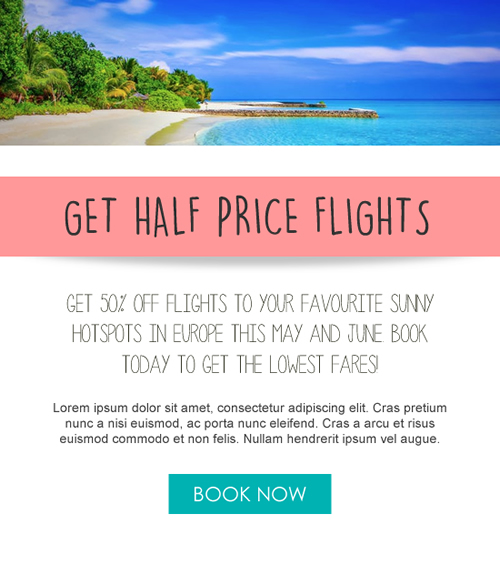 GET HALF PRICE FLIGHTS
GET 50% OFF FLIGHTS TO YOUR FAVOURITE SUNNY
HOTSPOTS IN EUROPE THIS MAY AND JUNE BOOK
TODAY TO GET THE LOWEST FARES!
Lorem ipsum dolor sit amet, consectetur adipiscing elit. Cras pretium
nunc a nisi euismod, ac porta nunc eleifend. Cras a arcu et risus
euismod commodo et non felis. Nullam hendrerit ipsum vel augue.
BOOK NOW